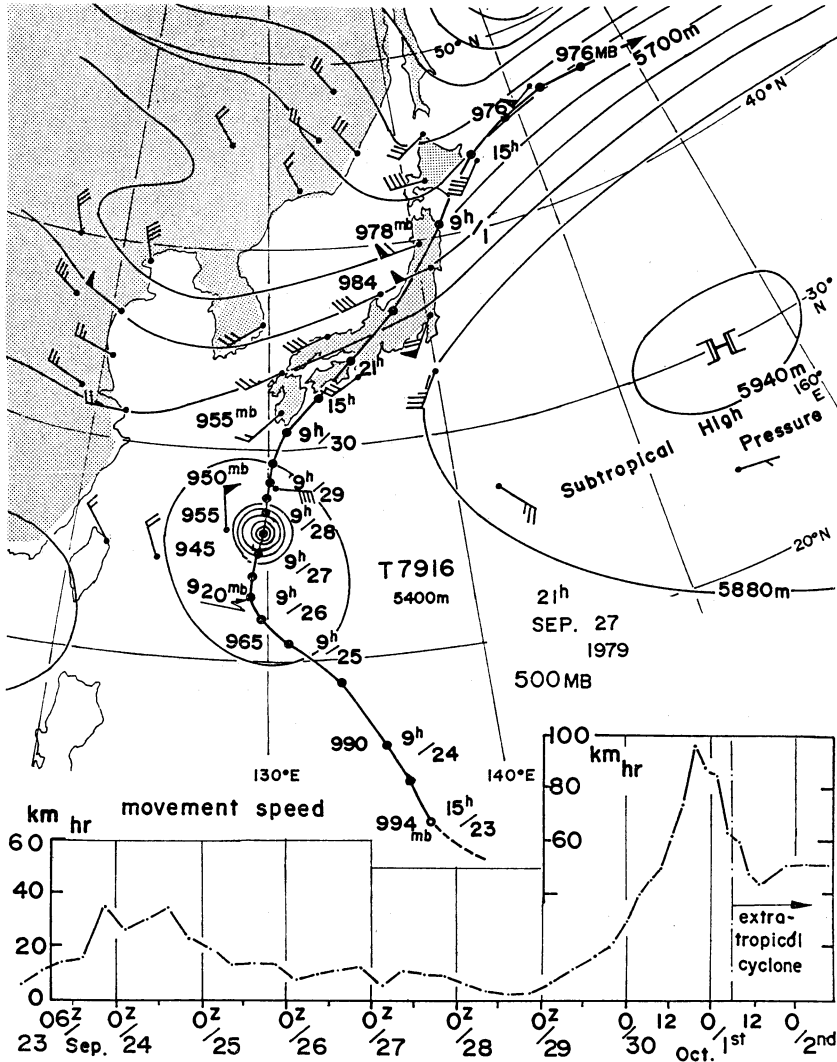 50° N
976MB
5700m
40° N
976
15h
978mb
9h/1
984
30° N
21h
5940m
160° E
955mb
15h
Subtropical High Pressure
9h/30
950mb
9h/29
955
9h/28
945
9h/27
T7916
5400m
20°N
5880m
920mb
9h/26
21h
SEP. 27
1979
965
9h/25
500MB
990
9h/24
130°E
140°E
movement speed
994mb
15h/23
km/hr
60
40
20
0
100
km/hr
80
60
extra-
tropical
cyclone
06Z/23 Sep.
0Z/24
0Z/25
0Z/26
0Z/27
0Z/28
0Z/29
0/30
12
0/1st Oct.
12
0/2nd